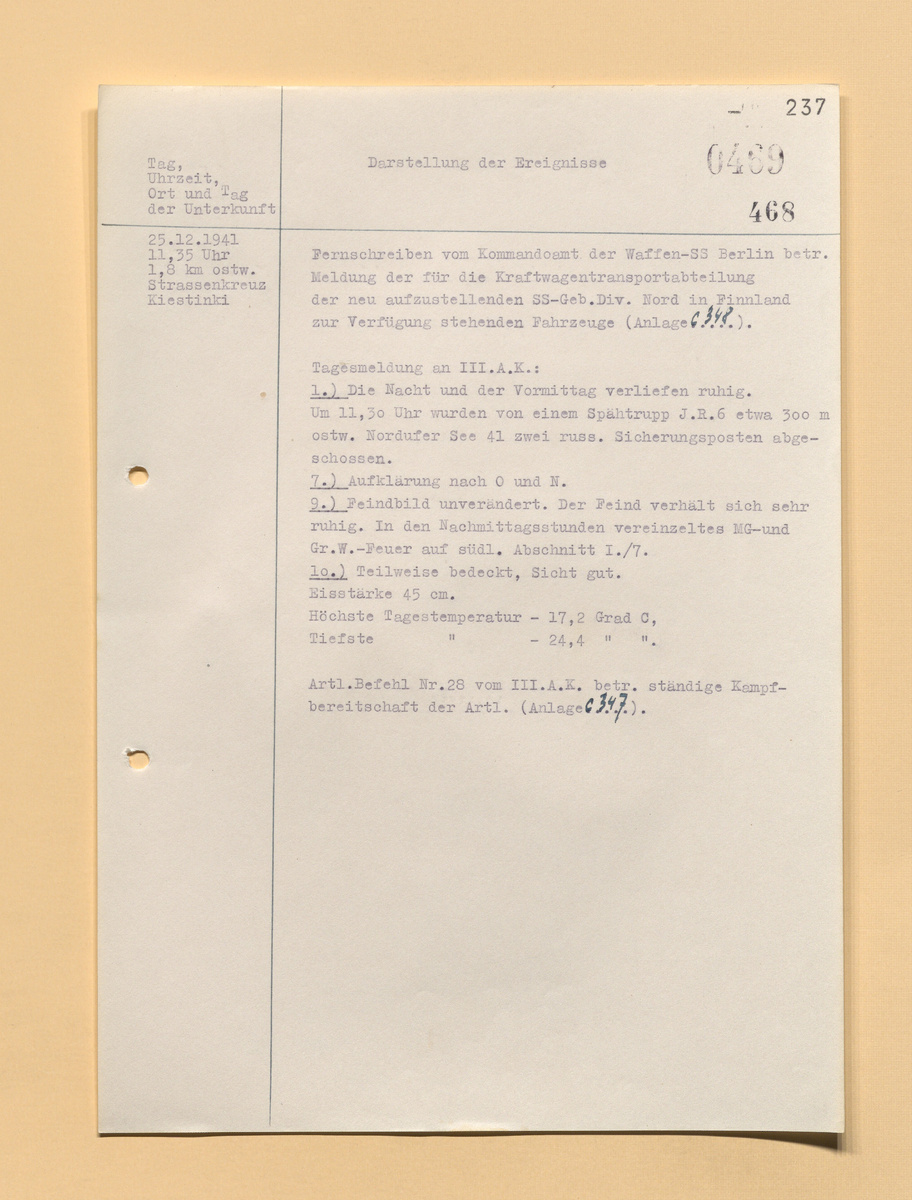 237
0469
468
Tag,
Uhrzeit,
Ort und Tag
der Unterkunft
Darstellung der Ereignisse
25.12.1941
11,35 Uhr
1,8 km ostw.
Strassenkreuz
Kiestinki
Fernschreiben vom Kommandoamt der Waffen-SS Berlin betr.
Meldung der für die Kraftwagentransportabteilung
der neu aufzustellenden SS-Geb.Div. Nord in Finnland
zur Verfügung stehenden Fahrzeuge (Anlage C 348.).
Tagesmeldung an III.A.K.:
1.) Die Nacht und der Vormittag verliefen ruhig.
Um 11,3o Uhr wurden von einem Spähtrupp J.R.6 etwa 3oo m
ostw. Nordufer See 41 zwei russ. Sicherungsposten abge-
schossen.
7.) Aufklärung nach O und N.
9.) Feindbild unverändert. Der Feind verhält sich sehr
ruhig. In den Nachmittagsstunden vereinzeltes MG-und
Gr.W.-Feuer auf südl. Abschnitt I./7.
1o.) Teilweise bedeckt, Sicht gut.
Eisstärke 45 cm.
Höchste Tagestemperatur - 17,2 Grad C,
Tiefste " - 24,4 " ".
Artl.Befehl Nr.28 vom III.A.K. betr. ständige Kampf-
bereitschaft der Artl. (Anlage C 347.).